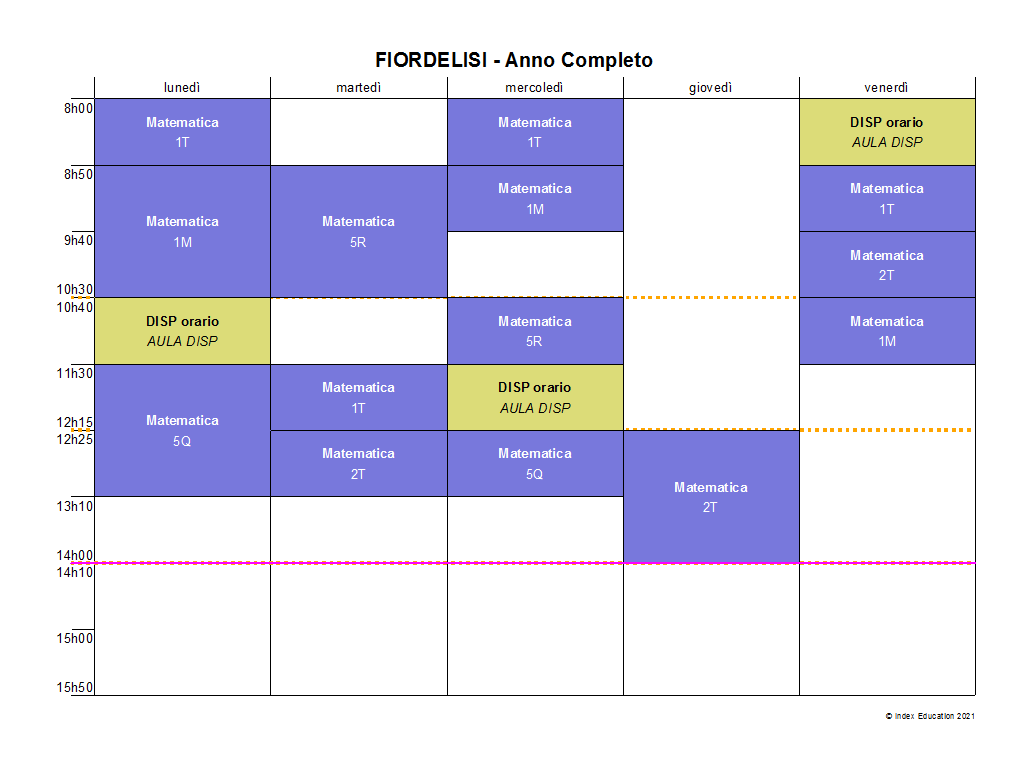 FIORDELISI - Anno Completo
lunedì martedì mercoledì giovedì venerdì
8h00
Matematica
1T
Matematica
1T
DISP orario
AULA DISP
8h50
Matematica
1M
Matematica
5R
Matematica
1M
Matematica
1T
9h40
Matematica
2T
10h30
10h40
DISP orario
AULA DISP
Matematica
5R
Matematica
1M
11h30
Matematica
5Q
Matematica
1T
DISP orario
AULA DISP
12h15
12h25
Matematica
2T
Matematica
5Q
Matematica
2T
13h10
14h00
14h10
15h00
15h50
© Index Education 2021